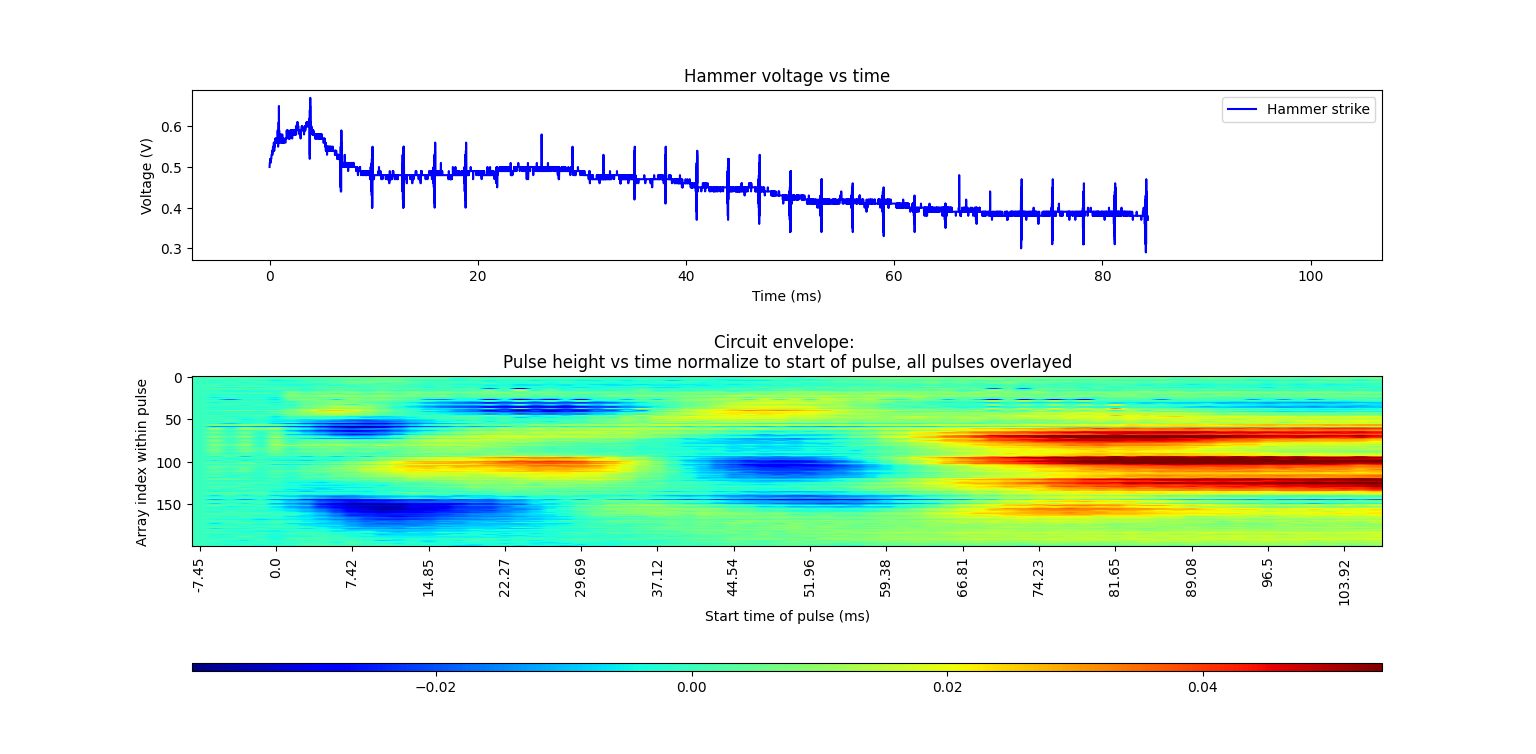 Hammer voltage vs time
Hammer strike
0.6
0.5
0.4
0.3
Voltage (V)
0 20 40 60 80 100
Time (ms)
Circuit envelope:
Pulse height vs time normalize to start of pulse, all pulses overlayed
0
50
100
150
Array index within pulse
-7.45 0.0 7.42 14.85 22.27 29.69 37.12 44.54 51.96 59.38 66.81 74.23 81.65 89.08 96.5 103.92
Start time of pulse (ms)
−0.02 0.00 0.02 0.04